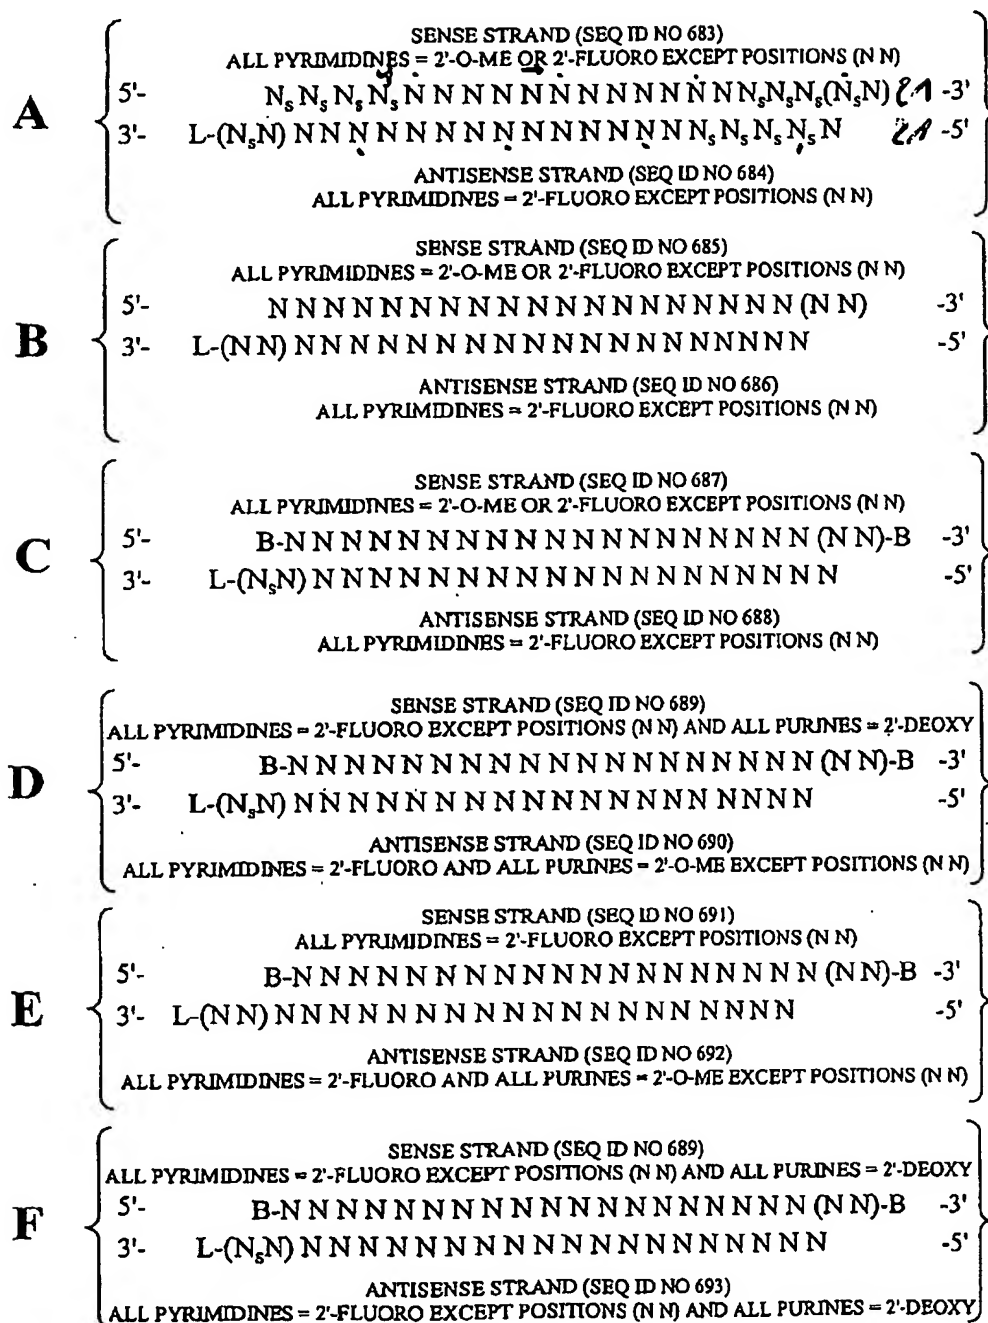 SENSE STRAND (SEQ ID NO 683)
ALL PYRIMIDINES = 2'-O-ME OR 2'-FLUORO EXCEPT POSITIONS (N N)
A
5'- NₛNₛNₛNₛN N N N N N N N N N N N NₛNₛNₛ(NₛN) 21 -3'
3'- L-(NₛN) N N N N N N N N N N N N N N NₛNₛNₛNₛN 21 -5'
ANTISENSE STRAND (SEQ ID NO 684)
ALL PYRIMIDINES = 2'-FLUORO EXCEPT POSITIONS (N N)
SENSE STRAND (SEQ ID NO 685)
ALL PYRIMIDINES = 2'-O-ME OR 2'-FLUORO EXCEPT POSITIONS (N N)
B
5'- N N N N N N N N N N N N N N N N N N N (N N) -3'
3'- L-(N N) N N N N N N N N N N N N N N N N N N N -5'
ANTISENSE STRAND (SEQ ID NO 686)
ALL PYRIMIDINES = 2'-FLUORO EXCEPT POSITIONS (N N)
SENSE STRAND (SEQ ID NO 687)
ALL PYRIMIDINES = 2'-O-ME OR 2'-FLUORO EXCEPT POSITIONS (N N)
C
5'- B-N N N N N N N N N N N N N N N N N N N (N N)-B -3'
3'- L-(NₛN) N N N N N N N N N N N N N N N N N N N -5'
ANTISENSE STRAND (SEQ ID NO 688)
ALL PYRIMIDINES = 2'-FLUORO EXCEPT POSITIONS (N N)
SENSE STRAND (SEQ ID NO 689)
ALL PYRIMIDINES = 2'-FLUORO EXCEPT POSITIONS (N N) AND ALL PURINES = 2'-DEOXY
D
5'- B-N N N N N N N N N N N N N N N N N N N (N N)-B -3'
3'- L-(NₛN) N N N N N N N N N N N N N N N N N N N -5'
ANTISENSE STRAND (SEQ ID NO 690)
ALL PYRIMIDINES = 2'-FLUORO AND ALL PURINES = 2'-O-ME EXCEPT POSITIONS (N N)
SENSE STRAND (SEQ ID NO 691)
ALL PYRIMIDINES = 2'-FLUORO EXCEPT POSITIONS (N N)
E
5'- B-N N N N N N N N N N N N N N N N N N N (N N)-B -3'
3'- L-(N N) N N N N N N N N N N N N N N N N N N N -5'
ANTISENSE STRAND (SEQ ID NO 692)
ALL PYRIMIDINES = 2'-FLUORO AND ALL PURINES = 2'-O-ME EXCEPT POSITIONS (N N)
SENSE STRAND (SEQ ID NO 689)
ALL PYRIMIDINES = 2'-FLUORO EXCEPT POSITIONS (N N) AND ALL PURINES = 2'-DEOXY
F
5'- B-N N N N N N N N N N N N N N N N N N N (N N)-B -3'
3'- L-(NₛN) N N N N N N N N N N N N N N N N N N N -5'
ANTISENSE STRAND (SEQ ID NO 693)
ALL PYRIMIDINES = 2'-FLUORO EXCEPT POSITIONS (N N) AND ALL PURINES = 2'-DEOXY